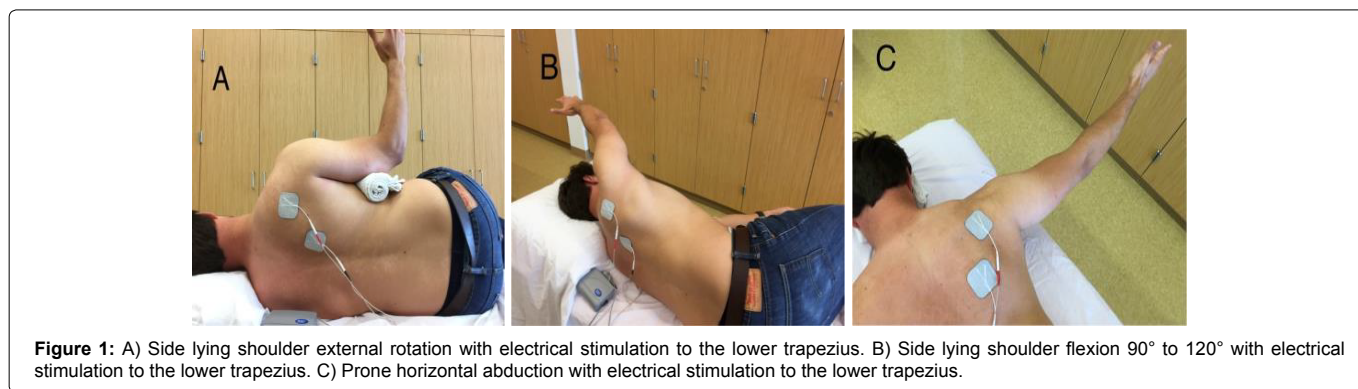 A
B
C
Figure 1: A) Side lying shoulder external rotation with electrical stimulation to the lower trapezius. B) Side lying shoulder flexion 90° to 120° with electrical
stimulation to the lower trapezius. C) Prone horizontal abduction with electrical stimulation to the lower trapezius.